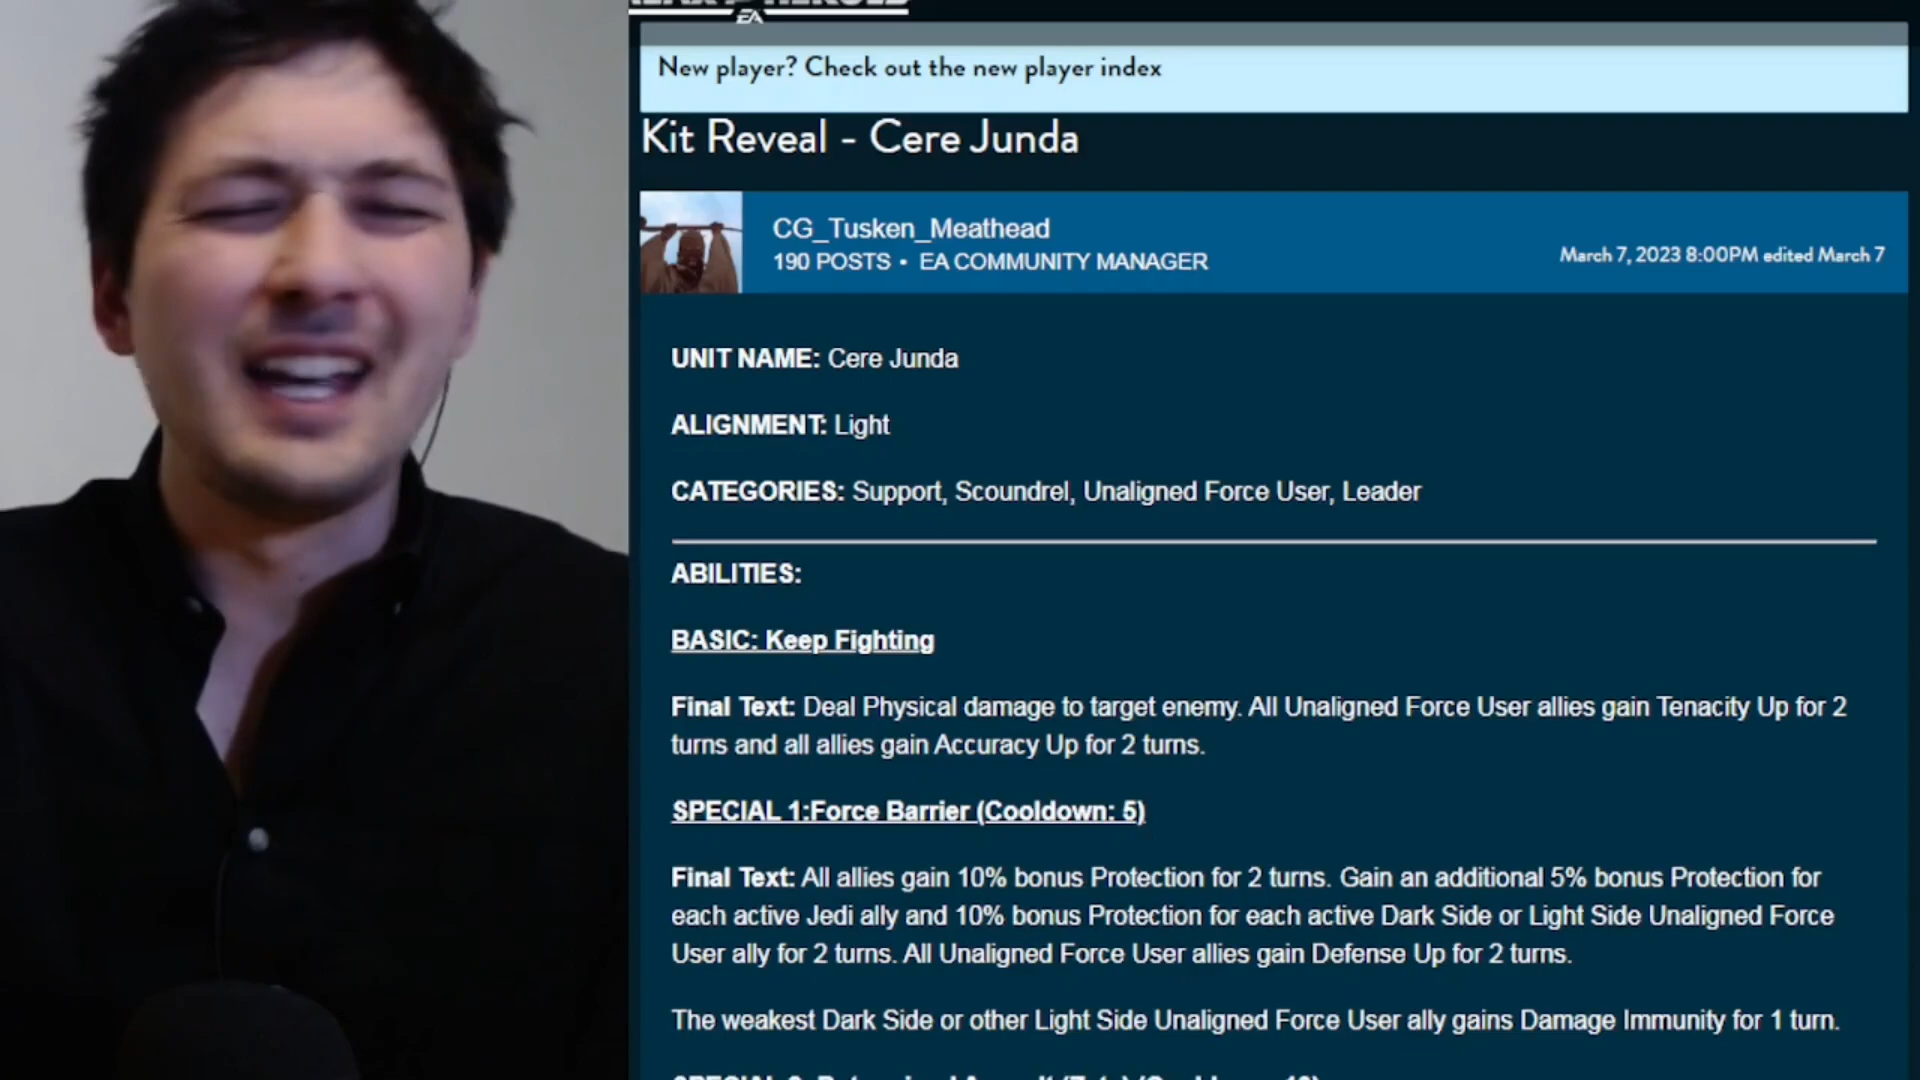 EA
New player? Check out the new player index
Kit Reveal - Cere Junda
CG_Tusken_Meathead
190 POSTS • EA COMMUNITY MANAGER
March 7, 2023 8:00PM edited March 7
UNIT NAME: Cere Junda
ALIGNMENT: Light
CATEGORIES: Support, Scoundrel, Unaligned Force User, Leader
ABILITIES:
BASIC: Keep Fighting
Final Text: Deal Physical damage to target enemy. All Unaligned Force User allies gain Tenacity Up for 2
turns and all allies gain Accuracy Up for 2 turns.
SPECIAL 1:Force Barrier (Cooldown: 5)
Final Text: All allies gain 10% bonus Protection for 2 turns. Gain an additional 5% bonus Protection for
each active Jedi ally and 10% bonus Protection for each active Dark Side or Light Side Unaligned Force
User ally for 2 turns. All Unaligned Force User allies gain Defense Up for 2 turns.
The weakest Dark Side or other Light Side Unaligned Force User ally gains Damage Immunity for 1 turn.